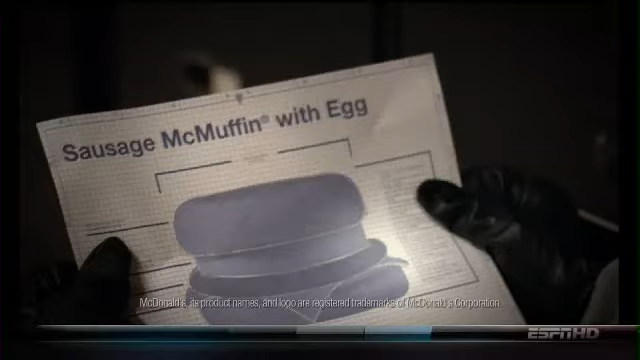 Sausage McMuffin® with Egg
McDonald's, its product names, and logo are registered trademarks of McDonald's Corporation.
ESPNHD